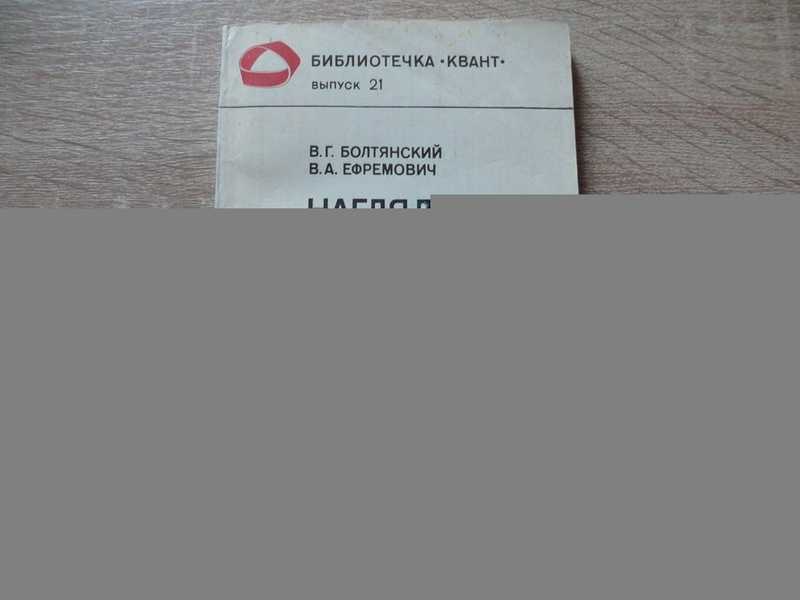 БИБЛИОТЕЧКА •КВАНТ•
ВЫПУСК 21
В.Г. БОЛТЯНСКИЙ
В.А. ЕФРЕМОВИЧ